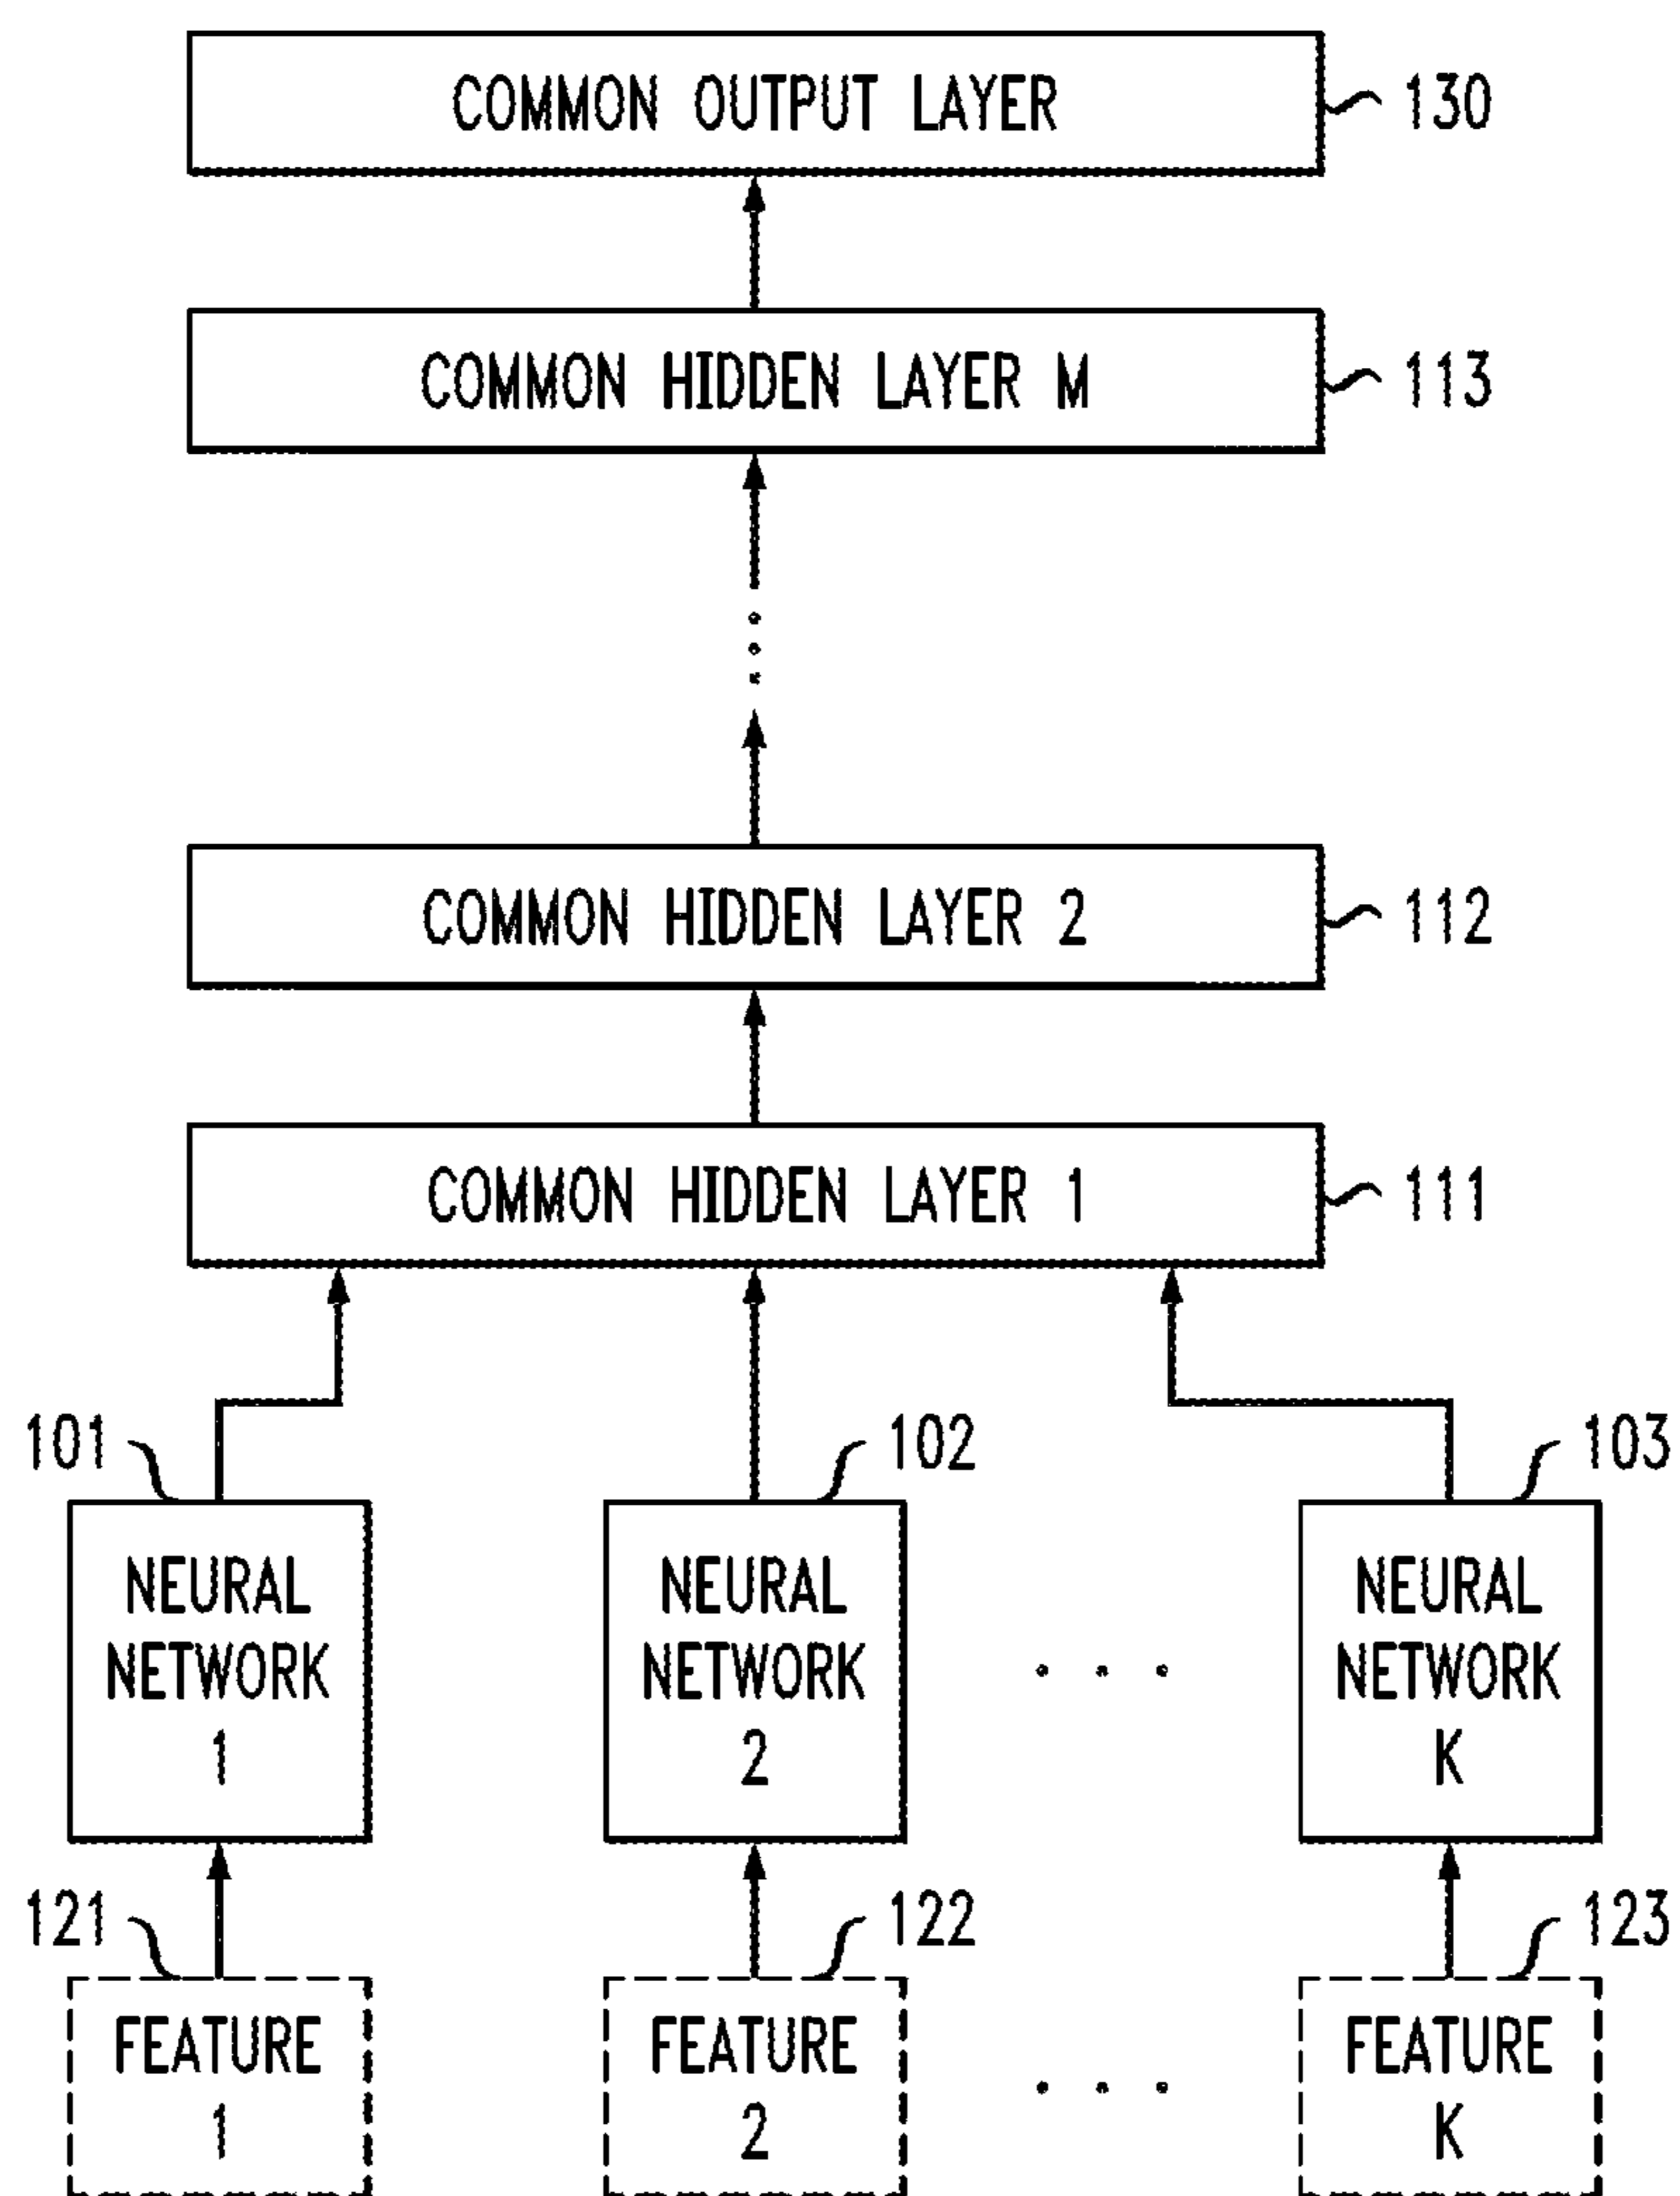 COMMON OUTPUT LAYER
130
COMMON HIDDEN LAYER M
113
COMMON HIDDEN LAYER 2
112
COMMON HIDDEN LAYER 1
111
101
102
103
NEURAL
NETWORK
1
NEURAL
NETWORK
2
. . .
NEURAL
NETWORK
K
121
122
123
FEATURE
1
FEATURE
2
. . .
FEATURE
K